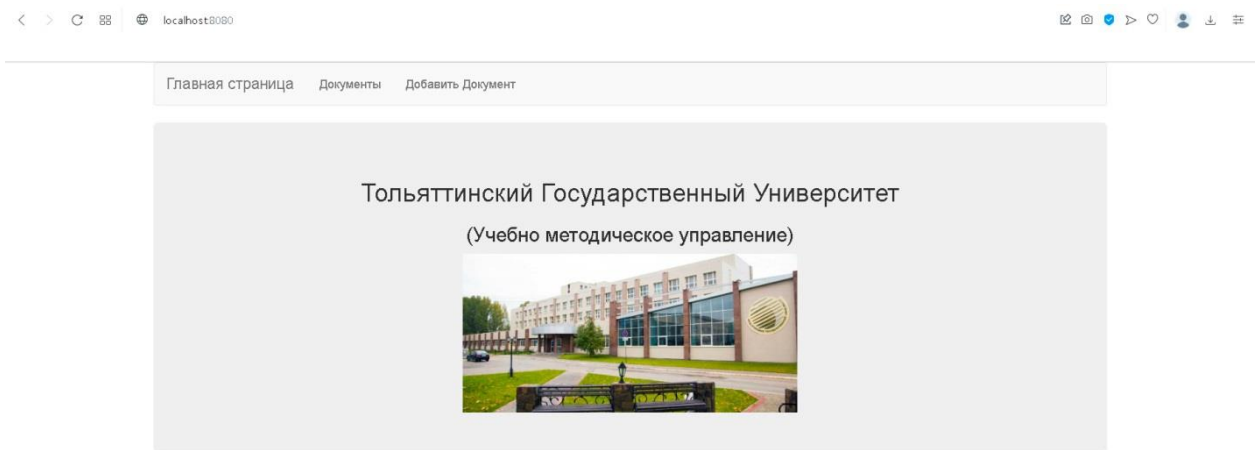 localhost:8080
Главная страница Документы Добавить Документ
Тольяттинский Государственный Университет
(Учебно методическое управление)